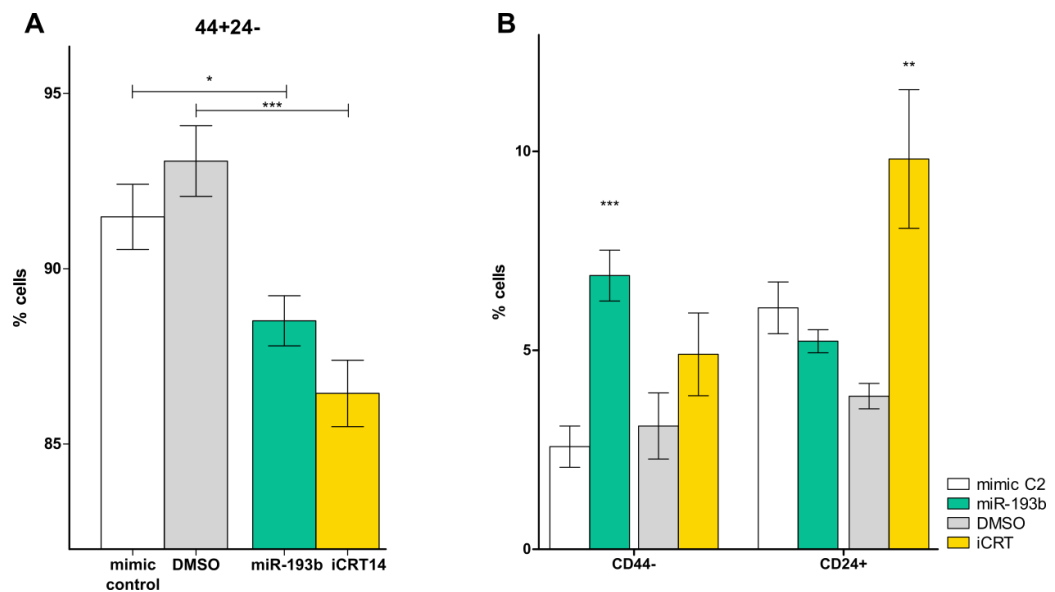 A
44+24-
% cells
95
90
85
*
***
mimic control
DMSO
miR-193b
iCRT14
B
% cells
10
5
0
***
**
CD44-
CD24+
mimic C2
miR-193b
DMSO
iCRT